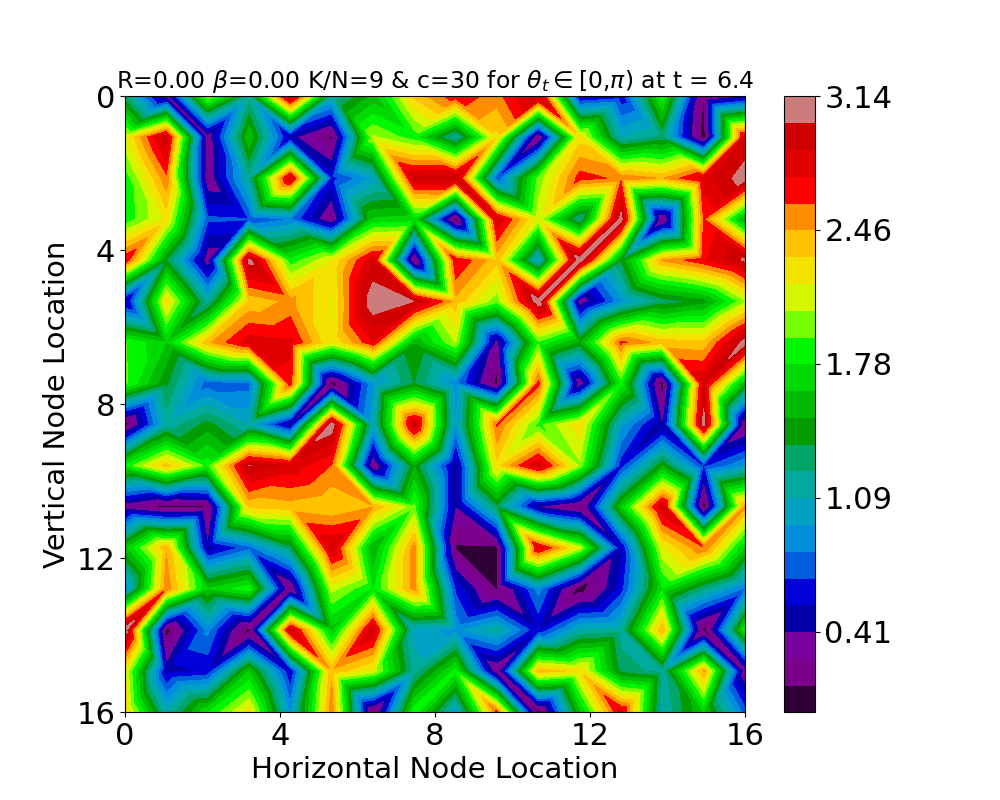 R=0.00 β=0.00 K/N=9 & c=30 for θ_t ∈ [0,π) at t = 6.4
0
4
8
12
16
Vertical Node Location
0 4 8 12 16
Horizontal Node Location
3.14
2.46
1.78
1.09
0.41